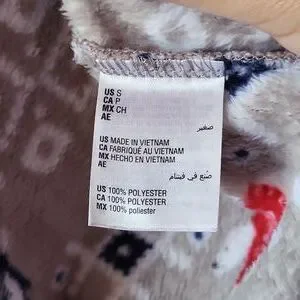 US S
CA P
MX CH
AE
صغير
US MADE IN VIETNAM
CA FABRIQUÉ AU VIETNAM
MX HECHO EN VIETNAM
AE
صُنع في فيتنام
US 100% POLYESTER
CA 100% POLYESTER
MX 100% poliester